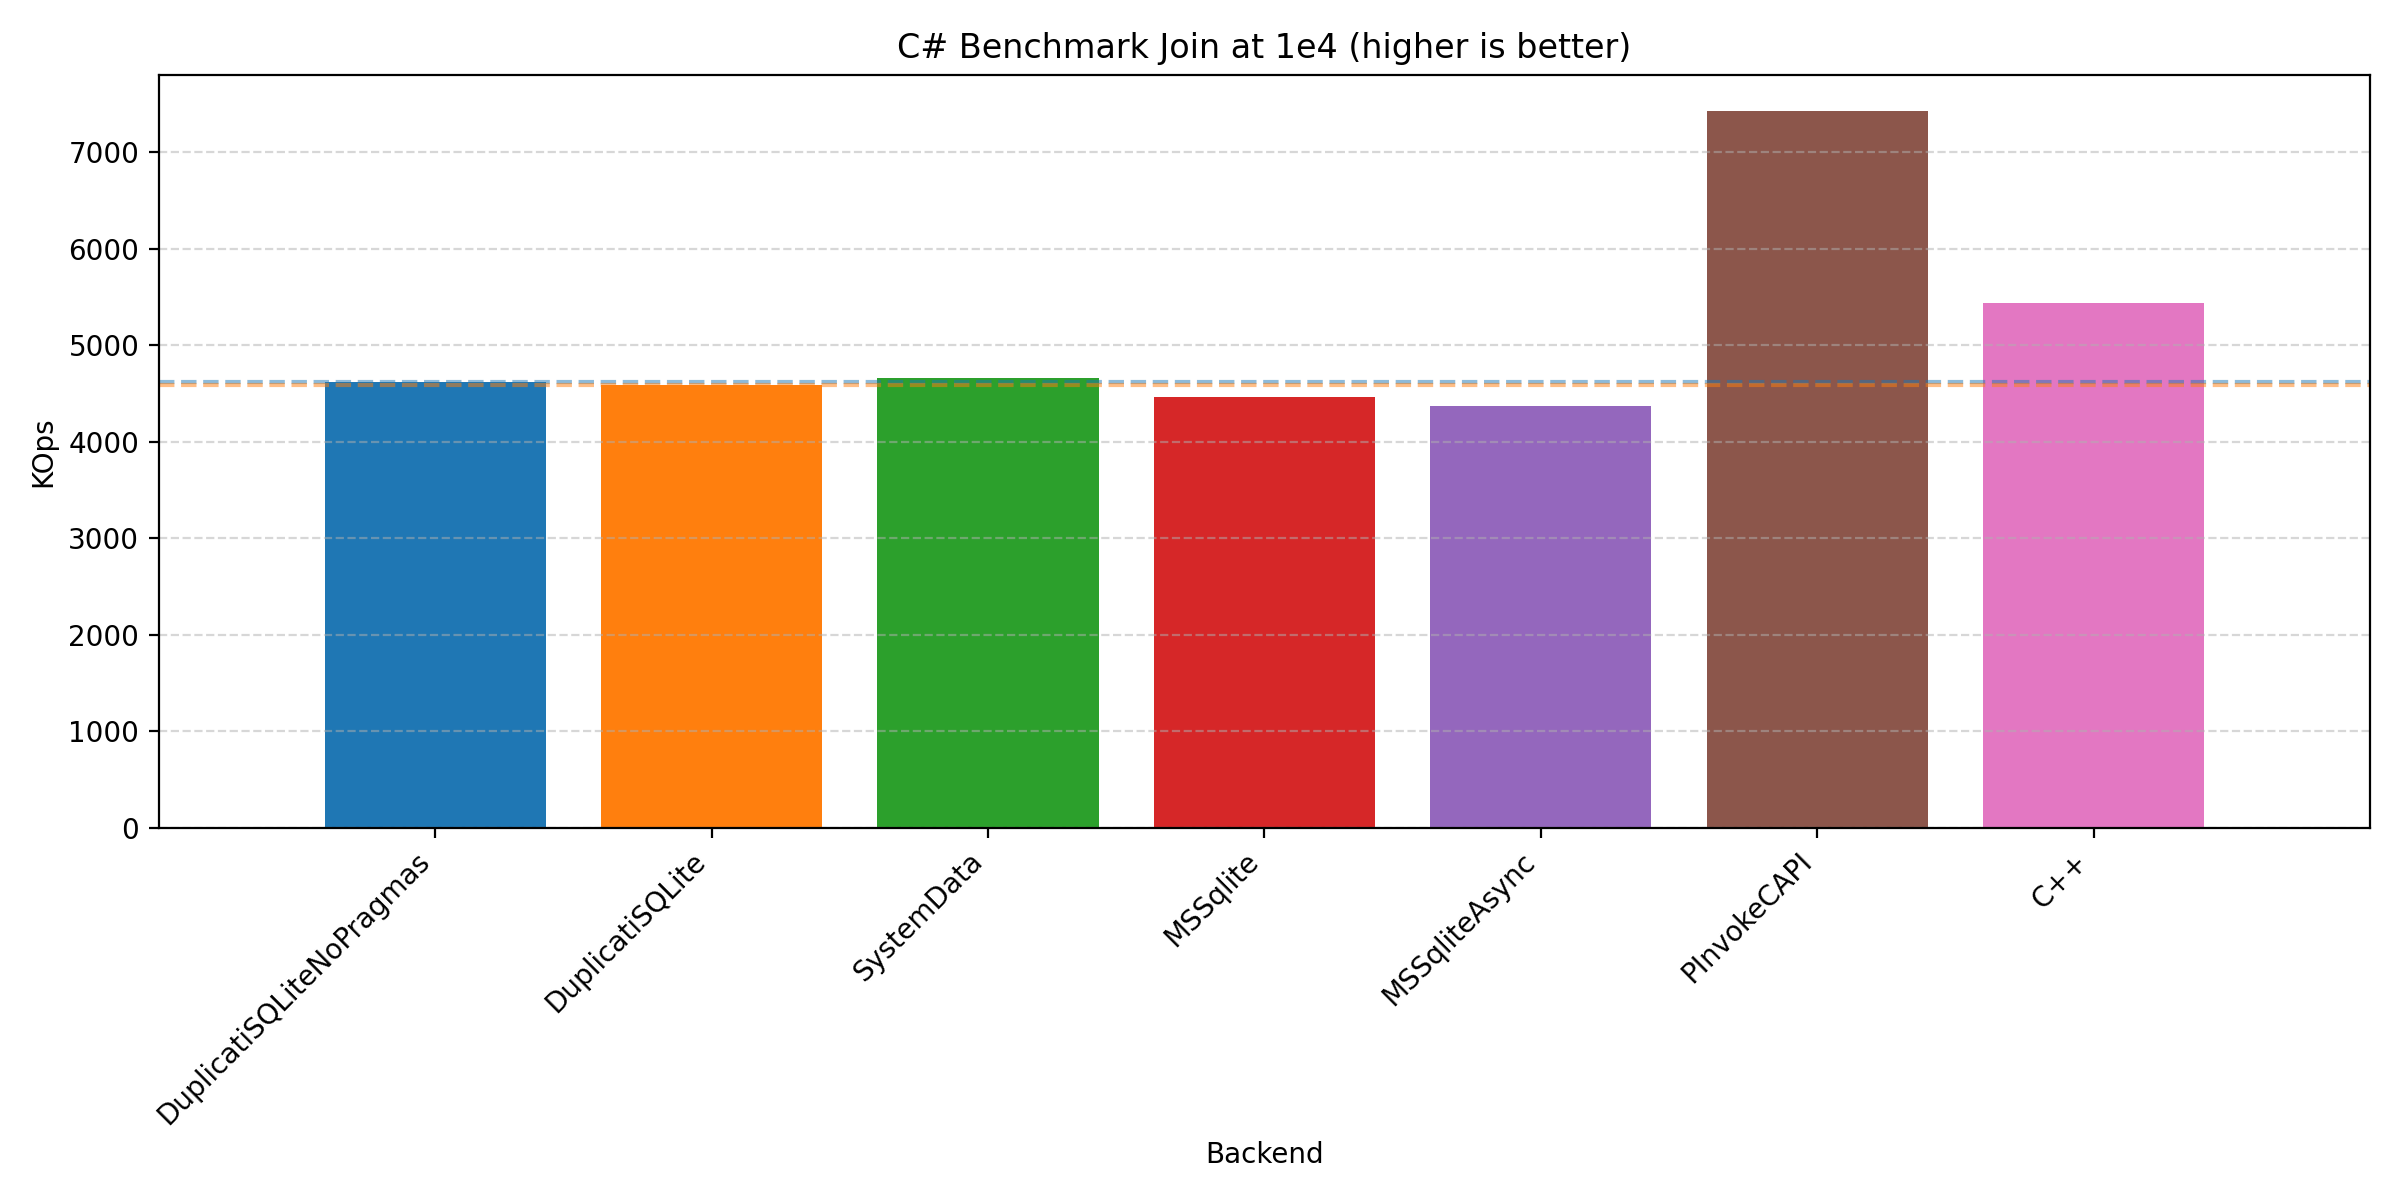 C# Benchmark Join at 1e4 (higher is better)
7000
6000
5000
4000
3000
2000
1000
0
KOps
DuplicatiSQLiteNoPragmas
DuplicatiSQLite
SystemData
MSSqlite
MSSqliteAsync
PInvokeCAPI
C++
Backend